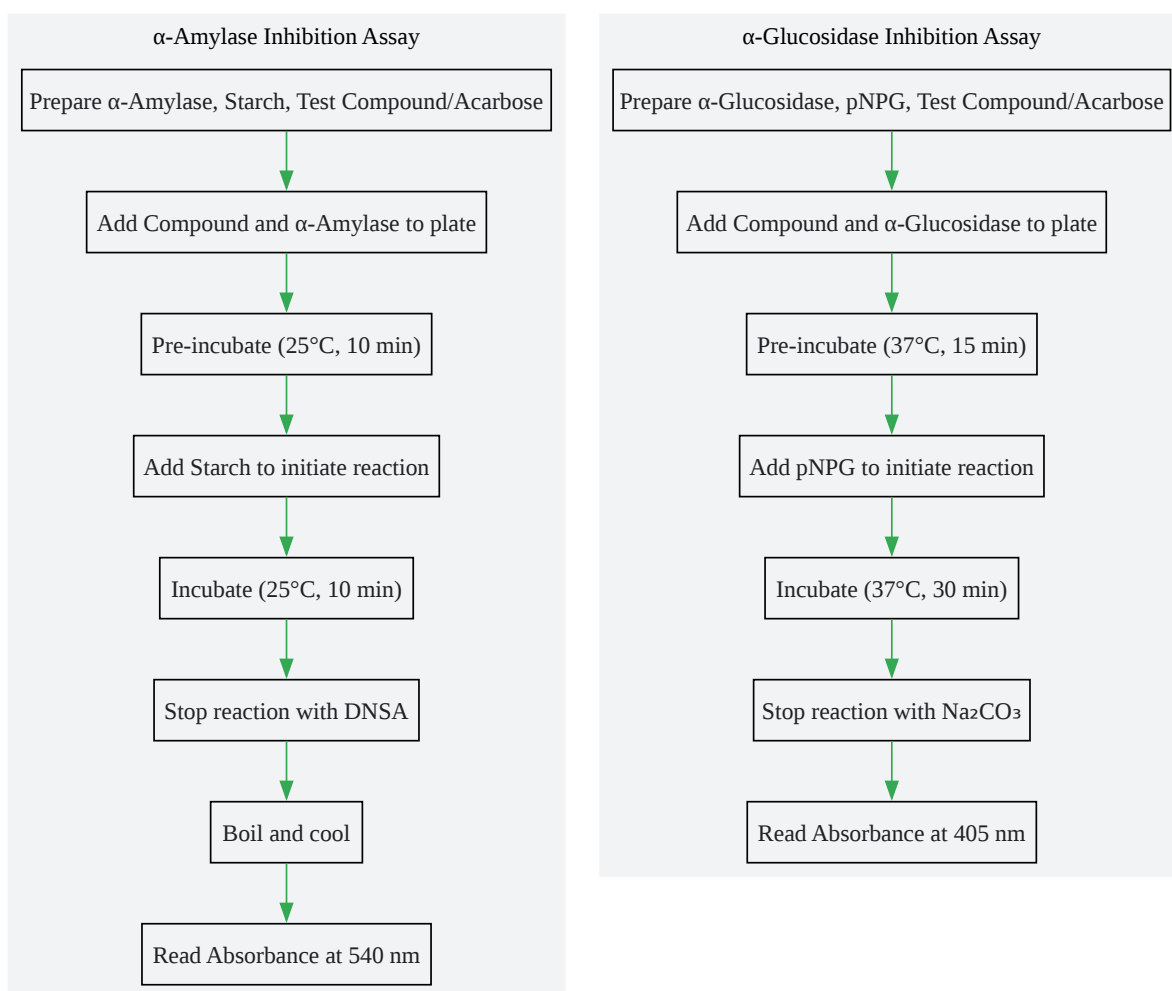 α-Amylase Inhibition Assay
Prepare α-Amylase, Starch, Test Compound/Acarbose
Add Compound and α-Amylase to plate
Pre-incubate (25°C, 10 min)
Add Starch to initiate reaction
Incubate (25°C, 10 min)
Stop reaction with DNSA
Boil and cool
Read Absorbance at 540 nm
α-Glucosidase Inhibition Assay
Prepare α-Glucosidase, pNPG, Test Compound/Acarbose
Add Compound and α-Glucosidase to plate
Pre-incubate (37°C, 15 min)
Add pNPG to initiate reaction
Incubate (37°C, 30 min)
Stop reaction with Na₂CO₃
Read Absorbance at 405 nm